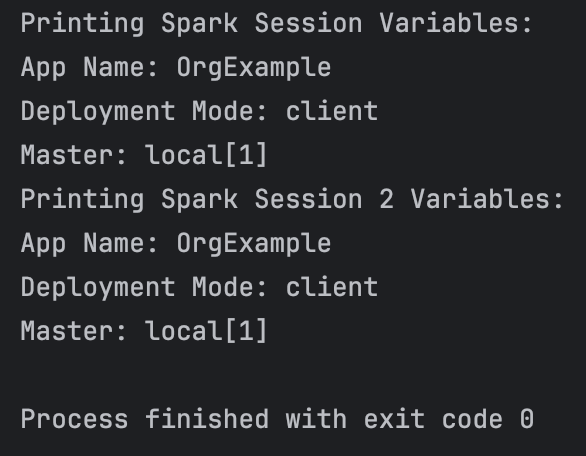 Printing Spark Session Variables:
App Name: OrgExample
Deployment Mode: client
Master: local[1]
Printing Spark Session 2 Variables:
App Name: OrgExample
Deployment Mode: client
Master: local[1]
Process finished with exit code 0